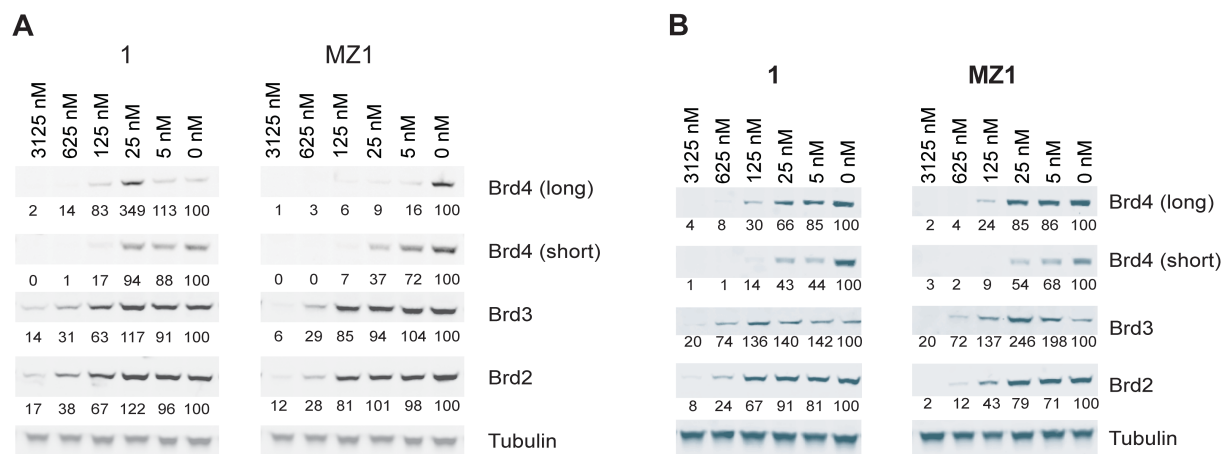 A
B
1
MZ1
1
MZ1
3125 nM
625 nM
125 nM
25 nM
5 nM
0 nM
3125 nM
625 nM
125 nM
25 nM
5 nM
0 nM
3125 nM
625 nM
125 nM
25 nM
5 nM
0 nM
3125 nM
625 nM
125 nM
25 nM
5 nM
0 nM
Brd4 (long)
2 14 83 349 113 100
1 3 6 9 16 100
Brd4 (short)
0 1 17 94 88 100
0 0 7 37 72 100
Brd3
14 31 63 117 91 100
6 29 85 94 104 100
Brd2
17 38 67 122 96 100
12 28 81 101 98 100
Tubulin
Brd4 (long)
4 8 30 66 85 100
2 4 24 85 86 100
Brd4 (short)
1 1 14 43 44 100
3 2 9 54 68 100
Brd3
20 74 136 140 142 100
20 72 137 246 198 100
Brd2
8 24 67 91 81 100
2 12 43 79 71 100
Tubulin